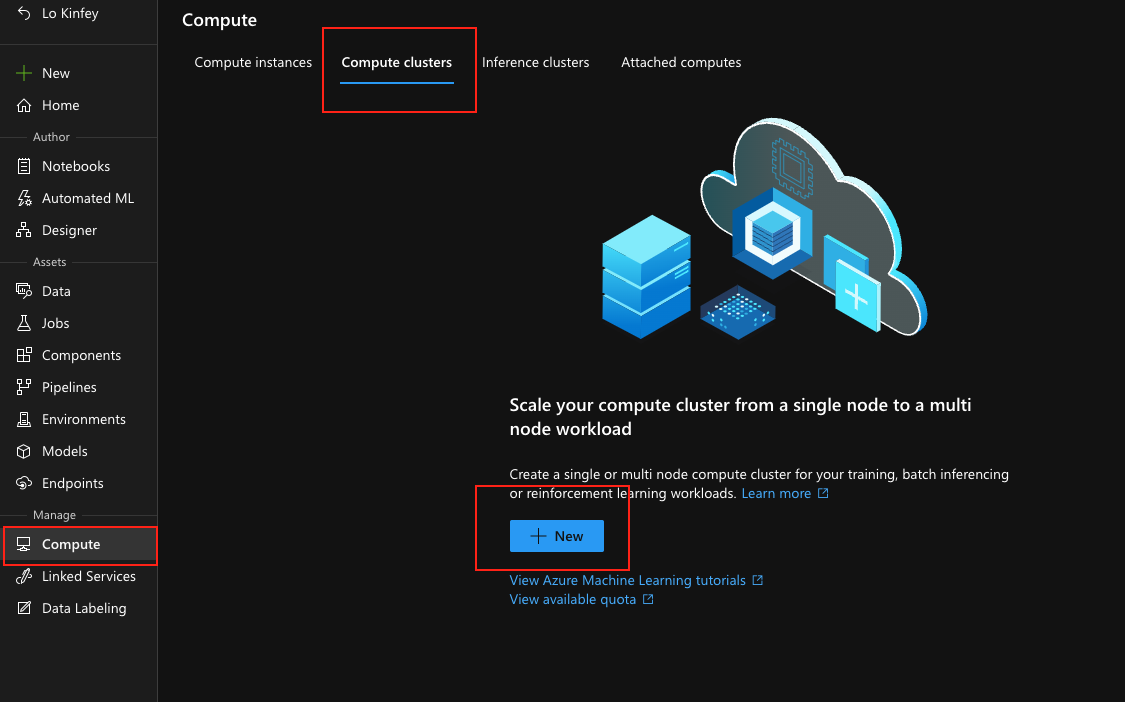 Lo Kinfey
New
Home
Author
Notebooks
Automated ML
Designer
Assets
Data
Jobs
Components
Pipelines
Environments
Models
Endpoints
Manage
Compute
Linked Services
Data Labeling
Compute
Compute instances
Compute clusters
Inference clusters
Attached computes
Scale your compute cluster from a single node to a multi
node workload
Create a single or multi node compute cluster for your training, batch inferencing
or reinforcement learning workloads. Learn more
New
View Azure Machine Learning tutorials
View available quota